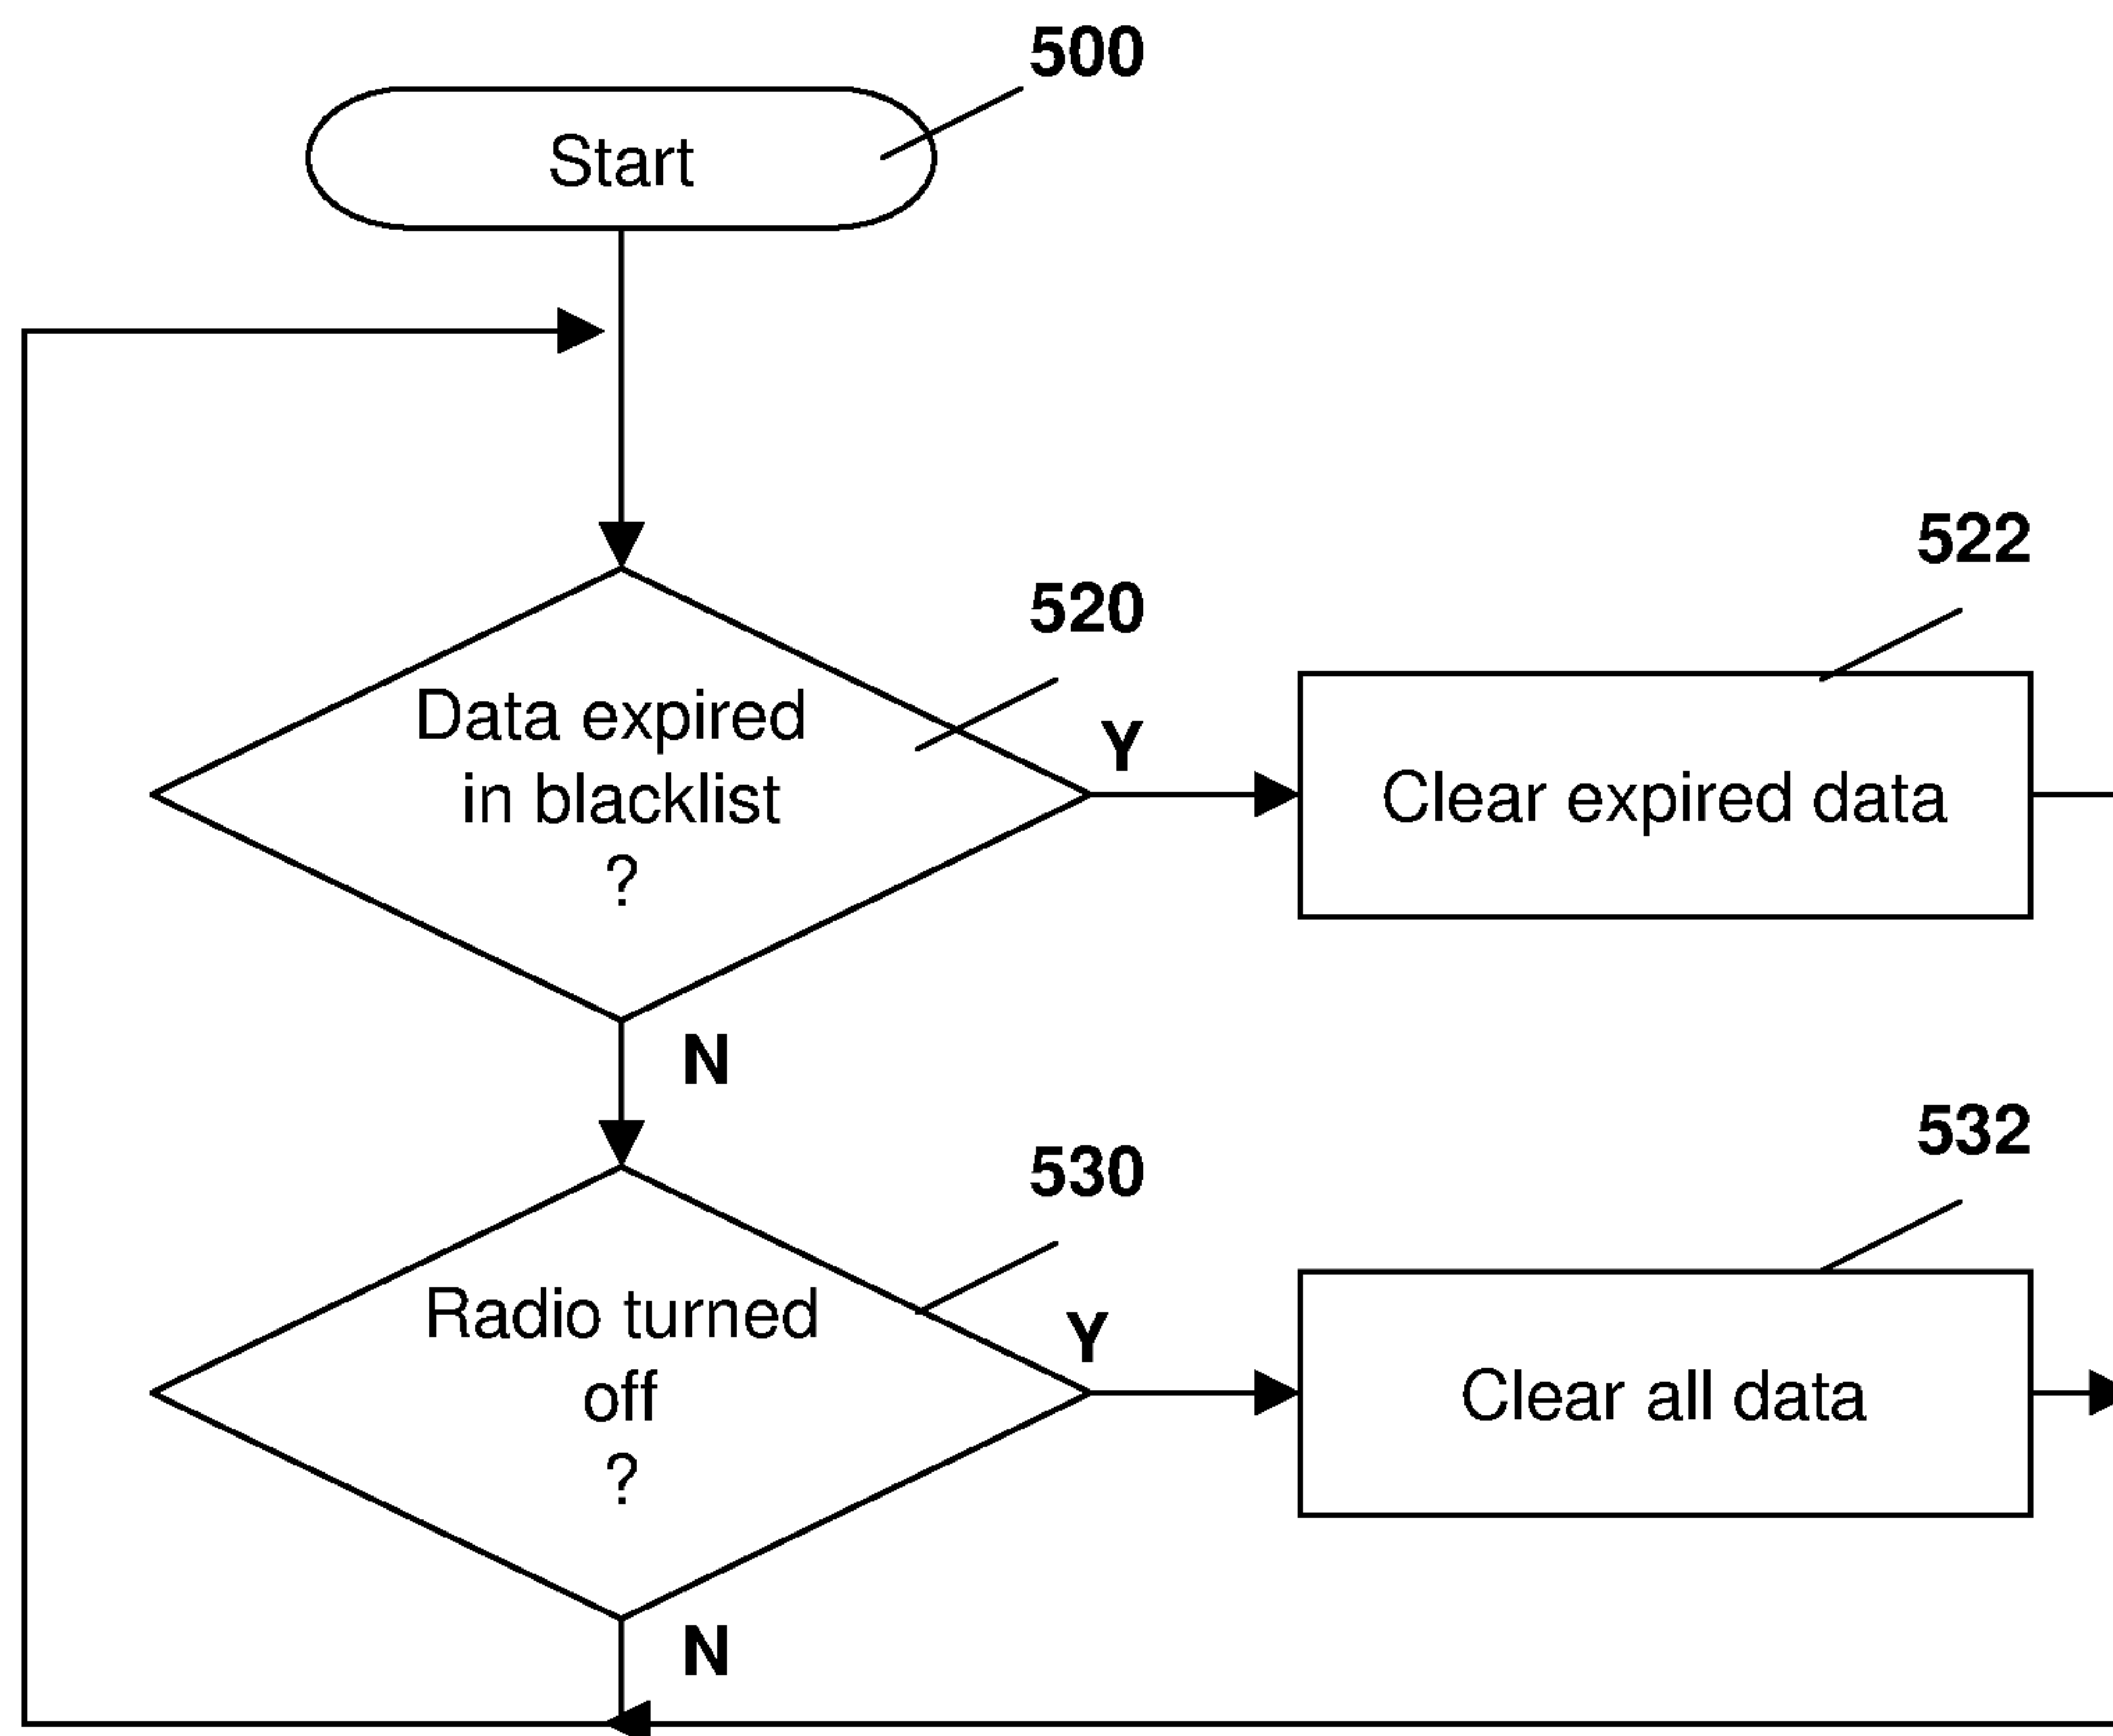 500
Start
520
522
Data expired
in blacklist
?
Y
Clear expired data
N
530
532
Radio turned
off
?
Y
Clear all data
N